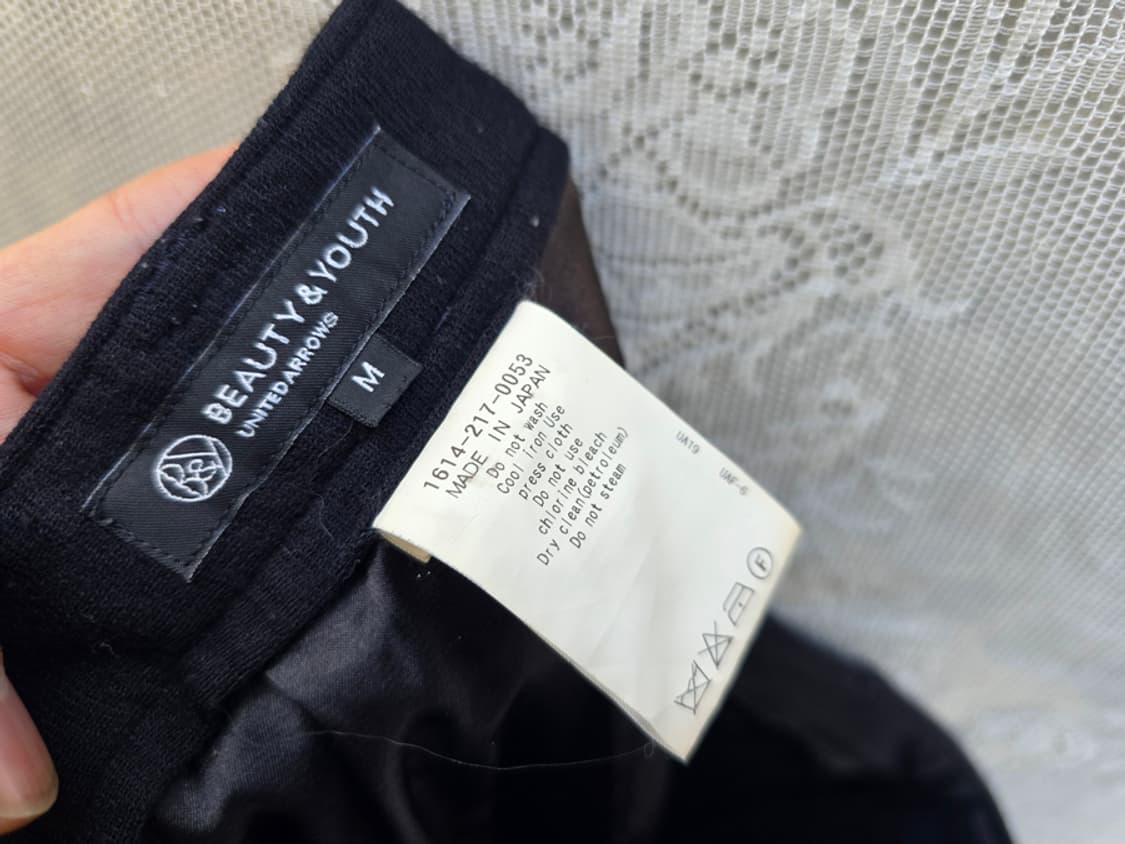 BEAUTY & YOUTH
UNITED ARROWS
M
1614-217-0053
MADE IN JAPAN
Do not wash
Cool iron Use
press cloth
Do not use
chlorine bleach
Dry clean(petroleum)
Do not steam
UA19
UAF-6
F